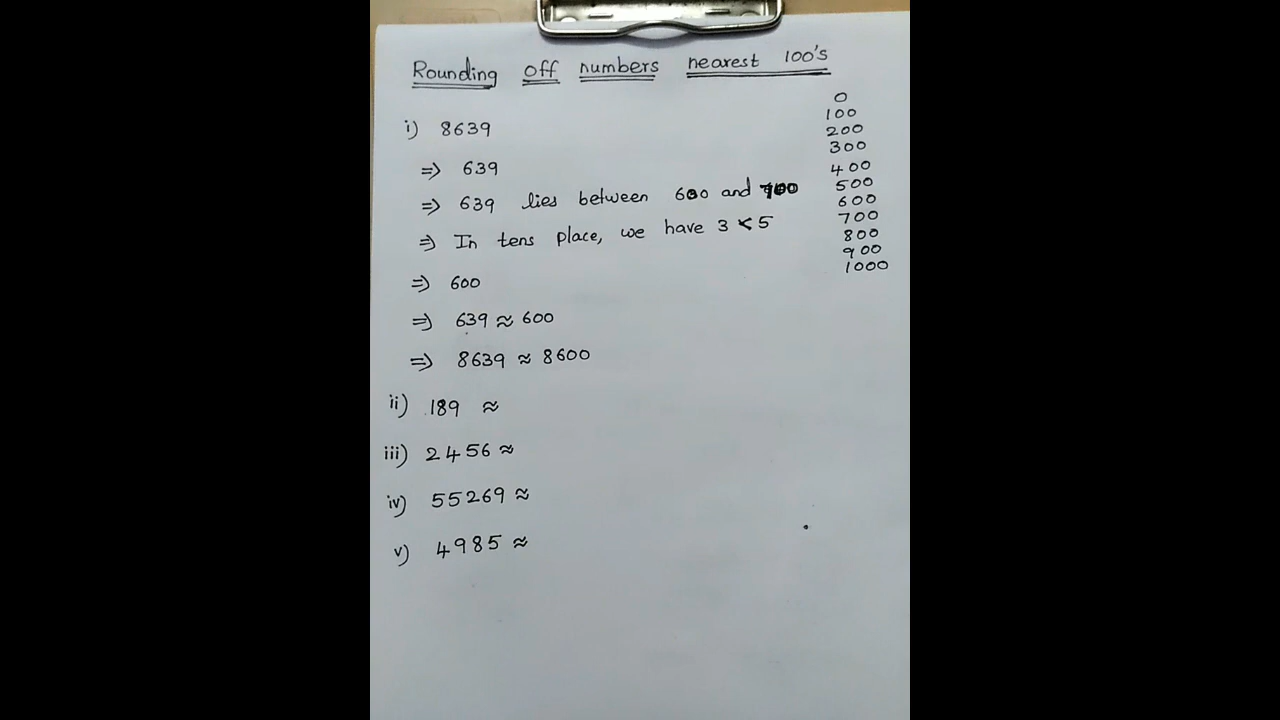 Rounding off numbers nearest 100's
i) 8639
⇒ 639
⇒ 639 lies between 600 and 700
⇒ In tens place, we have 3 < 5
⇒ 600
⇒ 639 ≈ 600
⇒ 8639 ≈ 8600
ii) 189 ≈
iii) 2456 ≈
iv) 55269 ≈
v) 4985 ≈
0
100
200
300
400
500
600
700
800
900
1000